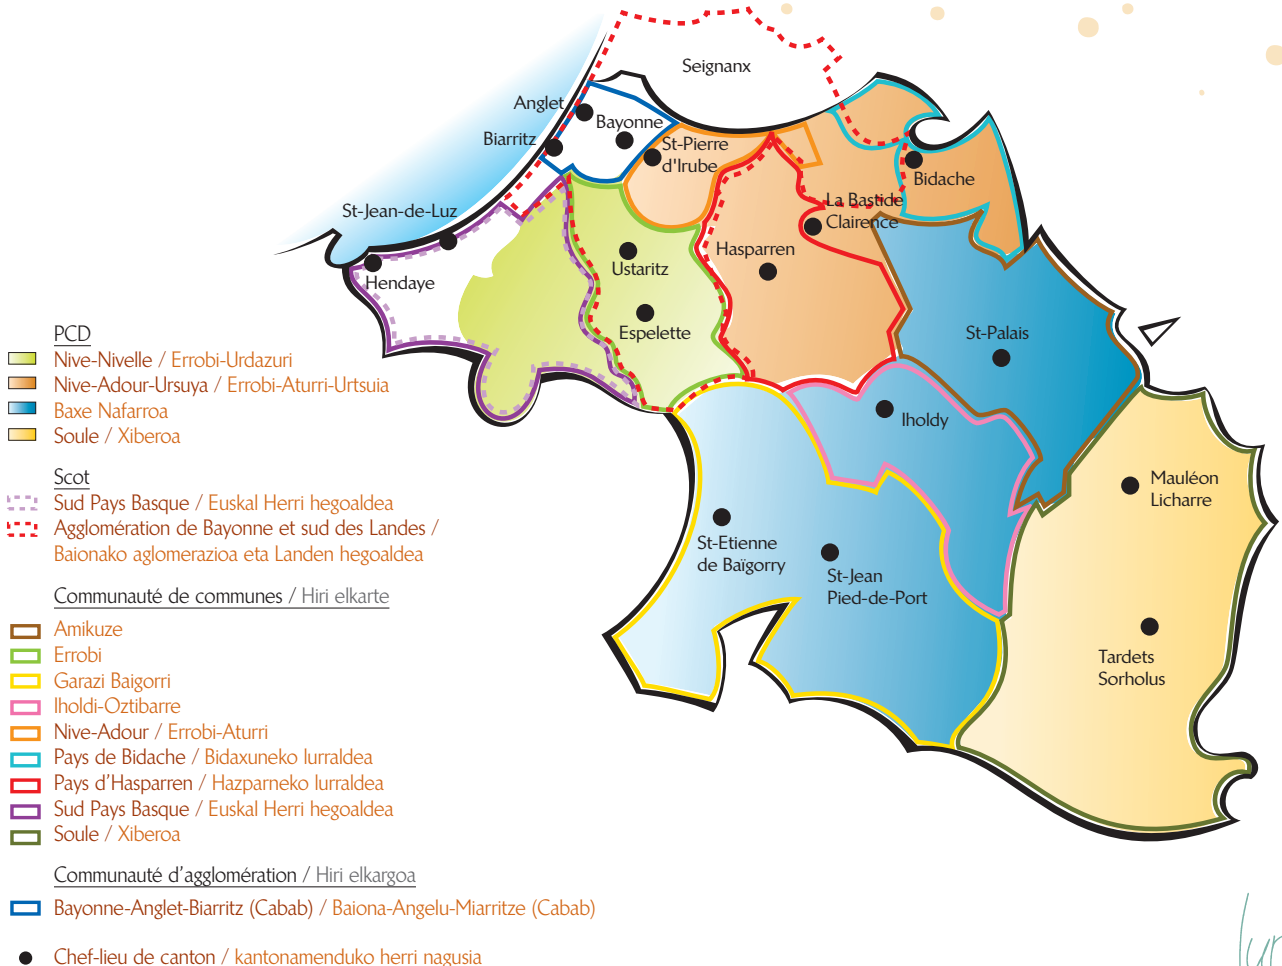 Seignanx
Anglet
Bayonne
Biarritz
St-Pierre
d'Irube
Bidache
La Bastide
Clairence
St-Jean-de-Luz
Hasparren
Ustaritz
Hendaye
Espelette
St-Palais
Iholdy
Mauléon
Licharre
St-Etienne
de Baïgorry
St-Jean
Pied-de-Port
Tardets
Sorholus
PCD
Nive-Nivelle / Errobi-Urdazuri
Nive-Adour-Ursuya / Errobi-Aturri-Urtsuia
Baxe Nafarroa
Soule / Xiberoa
Scot
Sud Pays Basque / Euskal Herri hegoaldea
Agglomération de Bayonne et sud des Landes /
Baionako aglomerazioa eta Landen hegoaldea
Communauté de communes / Hiri elkarte
Amikuze
Errobi
Garazi Baigorri
Iholdi-Oztibarre
Nive-Adour / Errobi-Aturri
Pays de Bidache / Bidaxuneko lurraldea
Pays d’Hasparren / Hazparneko lurraldea
Sud Pays Basque / Euskal Herri hegoaldea
Soule / Xiberoa
Communauté d’agglomération / Hiri elkargoa
Bayonne-Anglet-Biarritz (Cabab) / Baiona-Angelu-Miarritze (Cabab)
Chef-lieu de canton / kantonamenduko herri nagusia